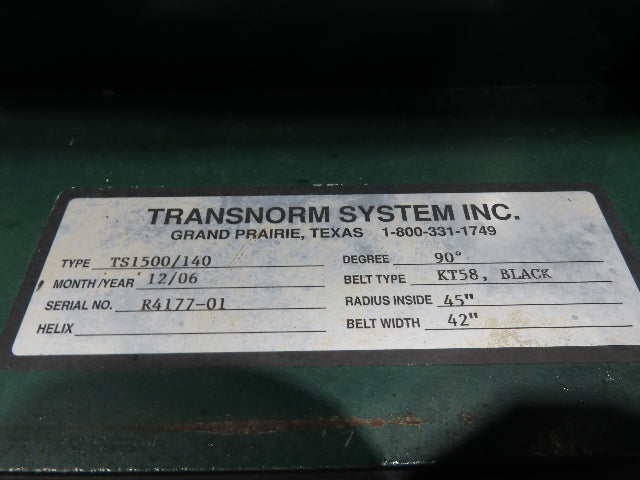 TRANSNORM SYSTEM INC.
GRAND PRAIRIE, TEXAS 1-800-331-1749
TYPE TS1500/140
MONTH/YEAR 12/06
SERIAL NO. R4177-01
HELIX
DEGREE 90°
BELT TYPE KT58, BLACK
RADIUS INSIDE 45"
BELT WIDTH 42"